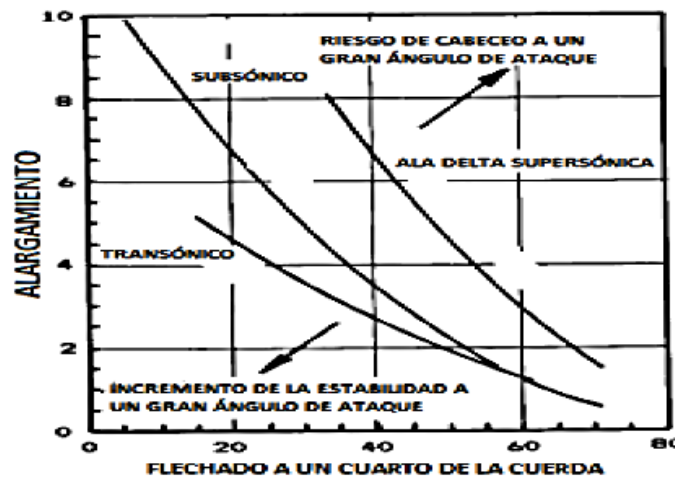 10
8
6
4
2
0
ALARGAMIENTO
RIESGO DE CABECEO A UN
GRAN ÁNGULO DE ATAQUE
SUBSÓNICO
ALA DELTA SUPERSÓNICA
TRANSÓNICO
INCREMENTO DE LA ESTABILIDAD A
UN GRAN ÁNGULO DE ATAQUE
0 20 40 60 80
FLECHADO A UN CUARTO DE LA CUERDA